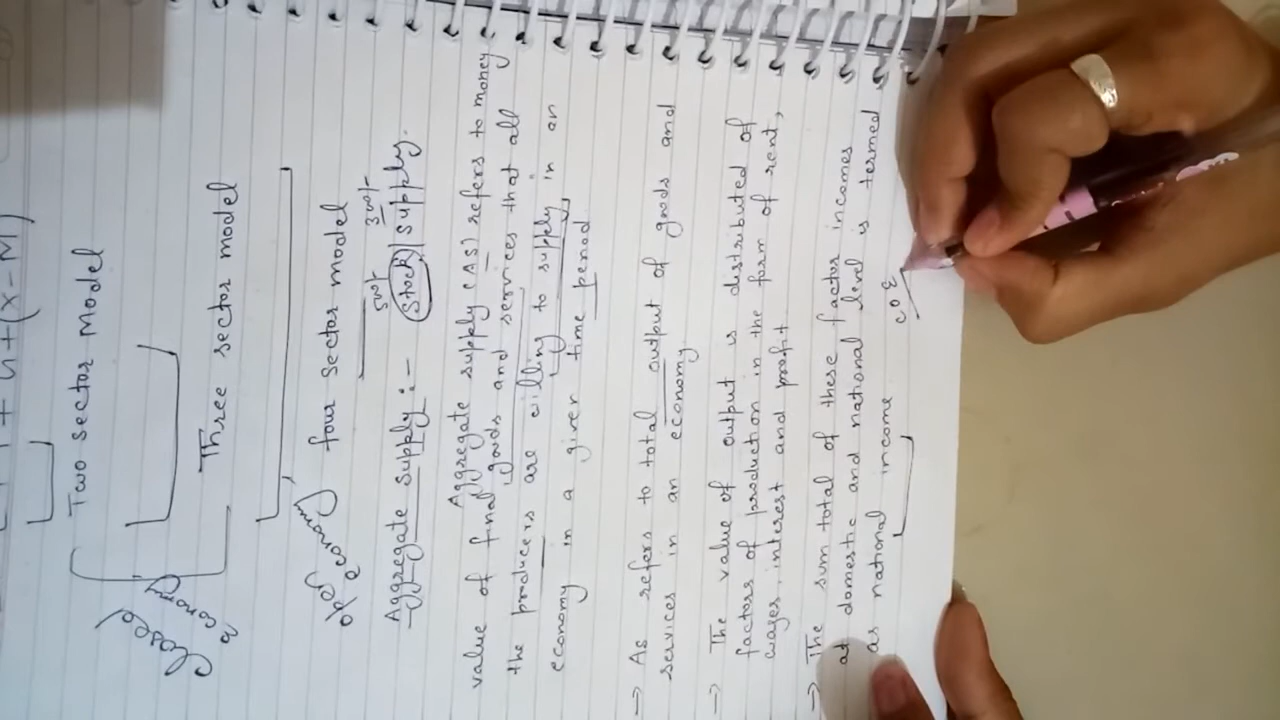 + G + (X - M)
Two sector Model
closed
economy
Three sector model
open
economy
four sector model
500/- 300/-
Aggregate supply :- Stock | supply.
Aggregate supply (AS) refers to money
value of final goods and services that all
the producers are willing to supply in an
economy in a given time period
→ As refers to total output of goods and
services in an economy
→ The value of output is distributed of
factors of production in the form of rent,
wages, interest and profit
→ The sum total of these factor incomes
at domestic and national level is termed
as national income
COE